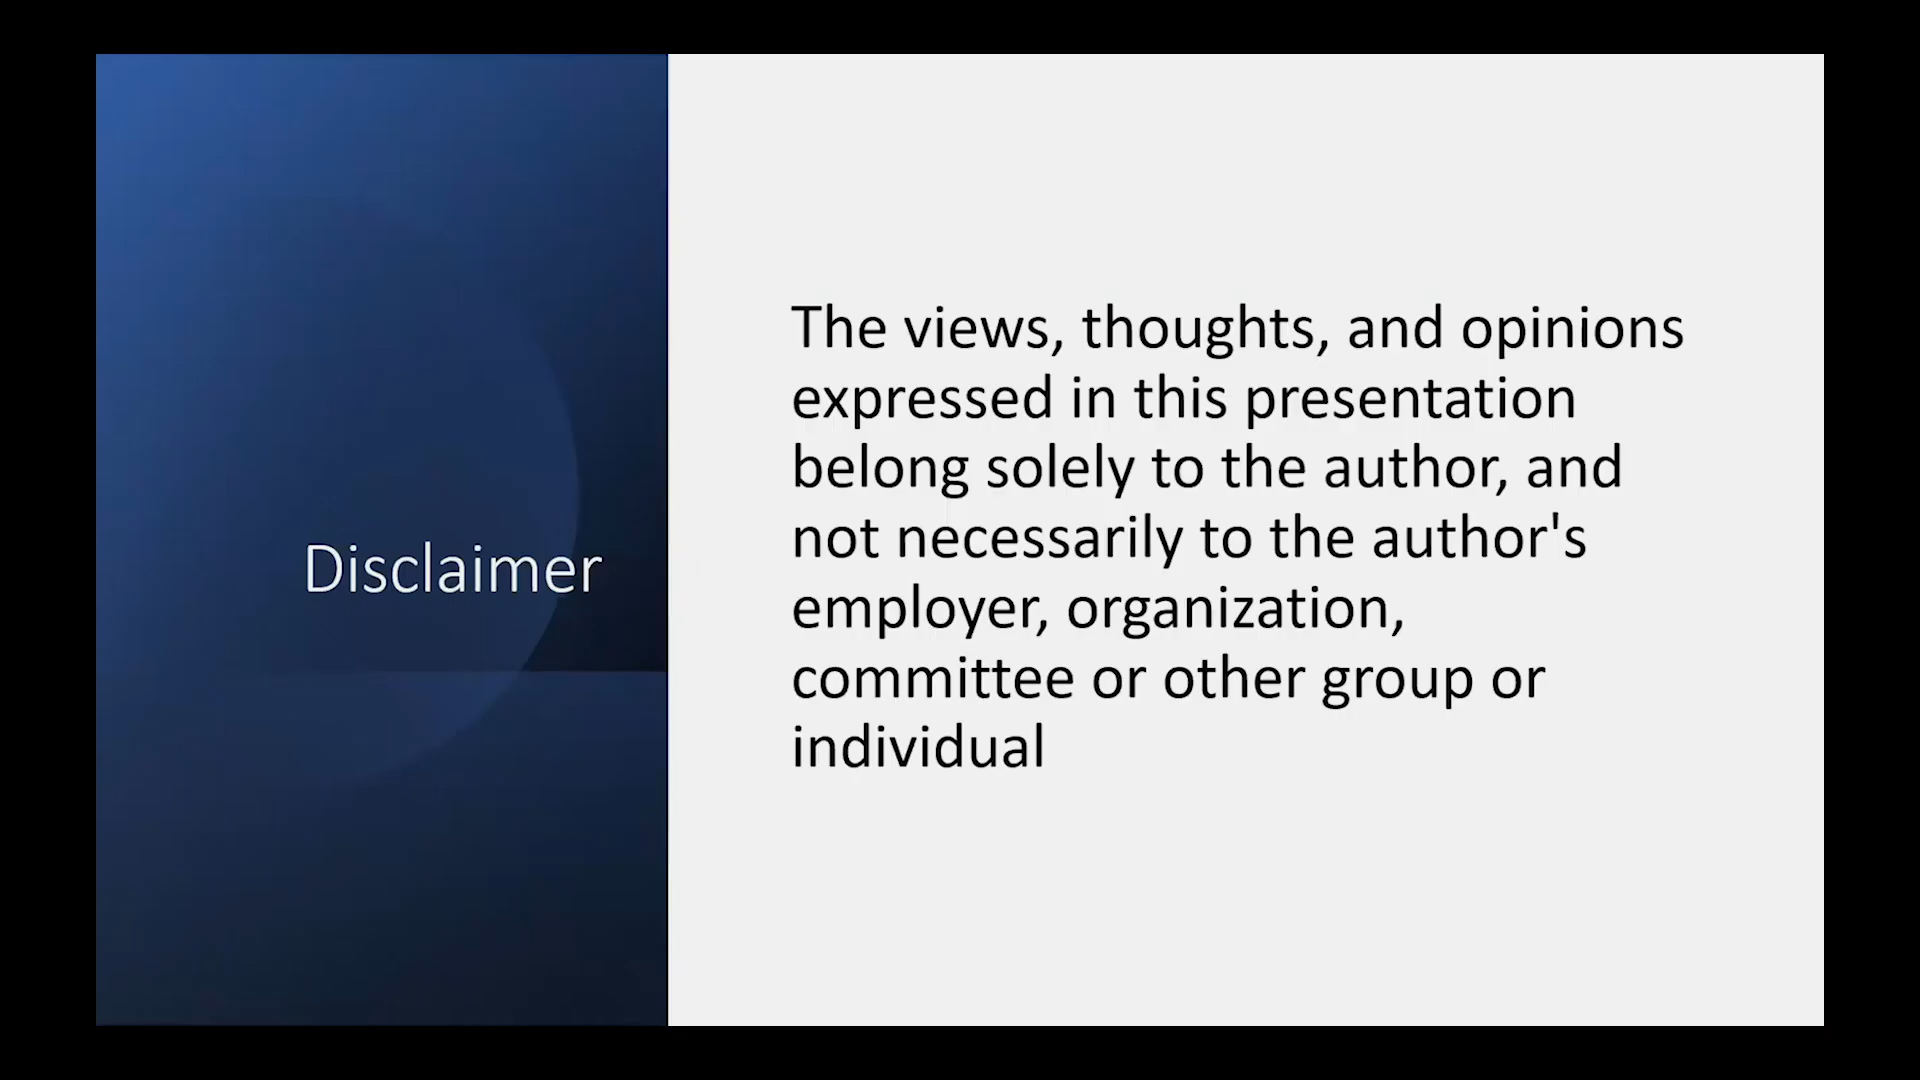 Disclaimer
The views, thoughts, and opinions
expressed in this presentation
belong solely to the author, and
not necessarily to the author's
employer, organization,
committee or other group or
individual